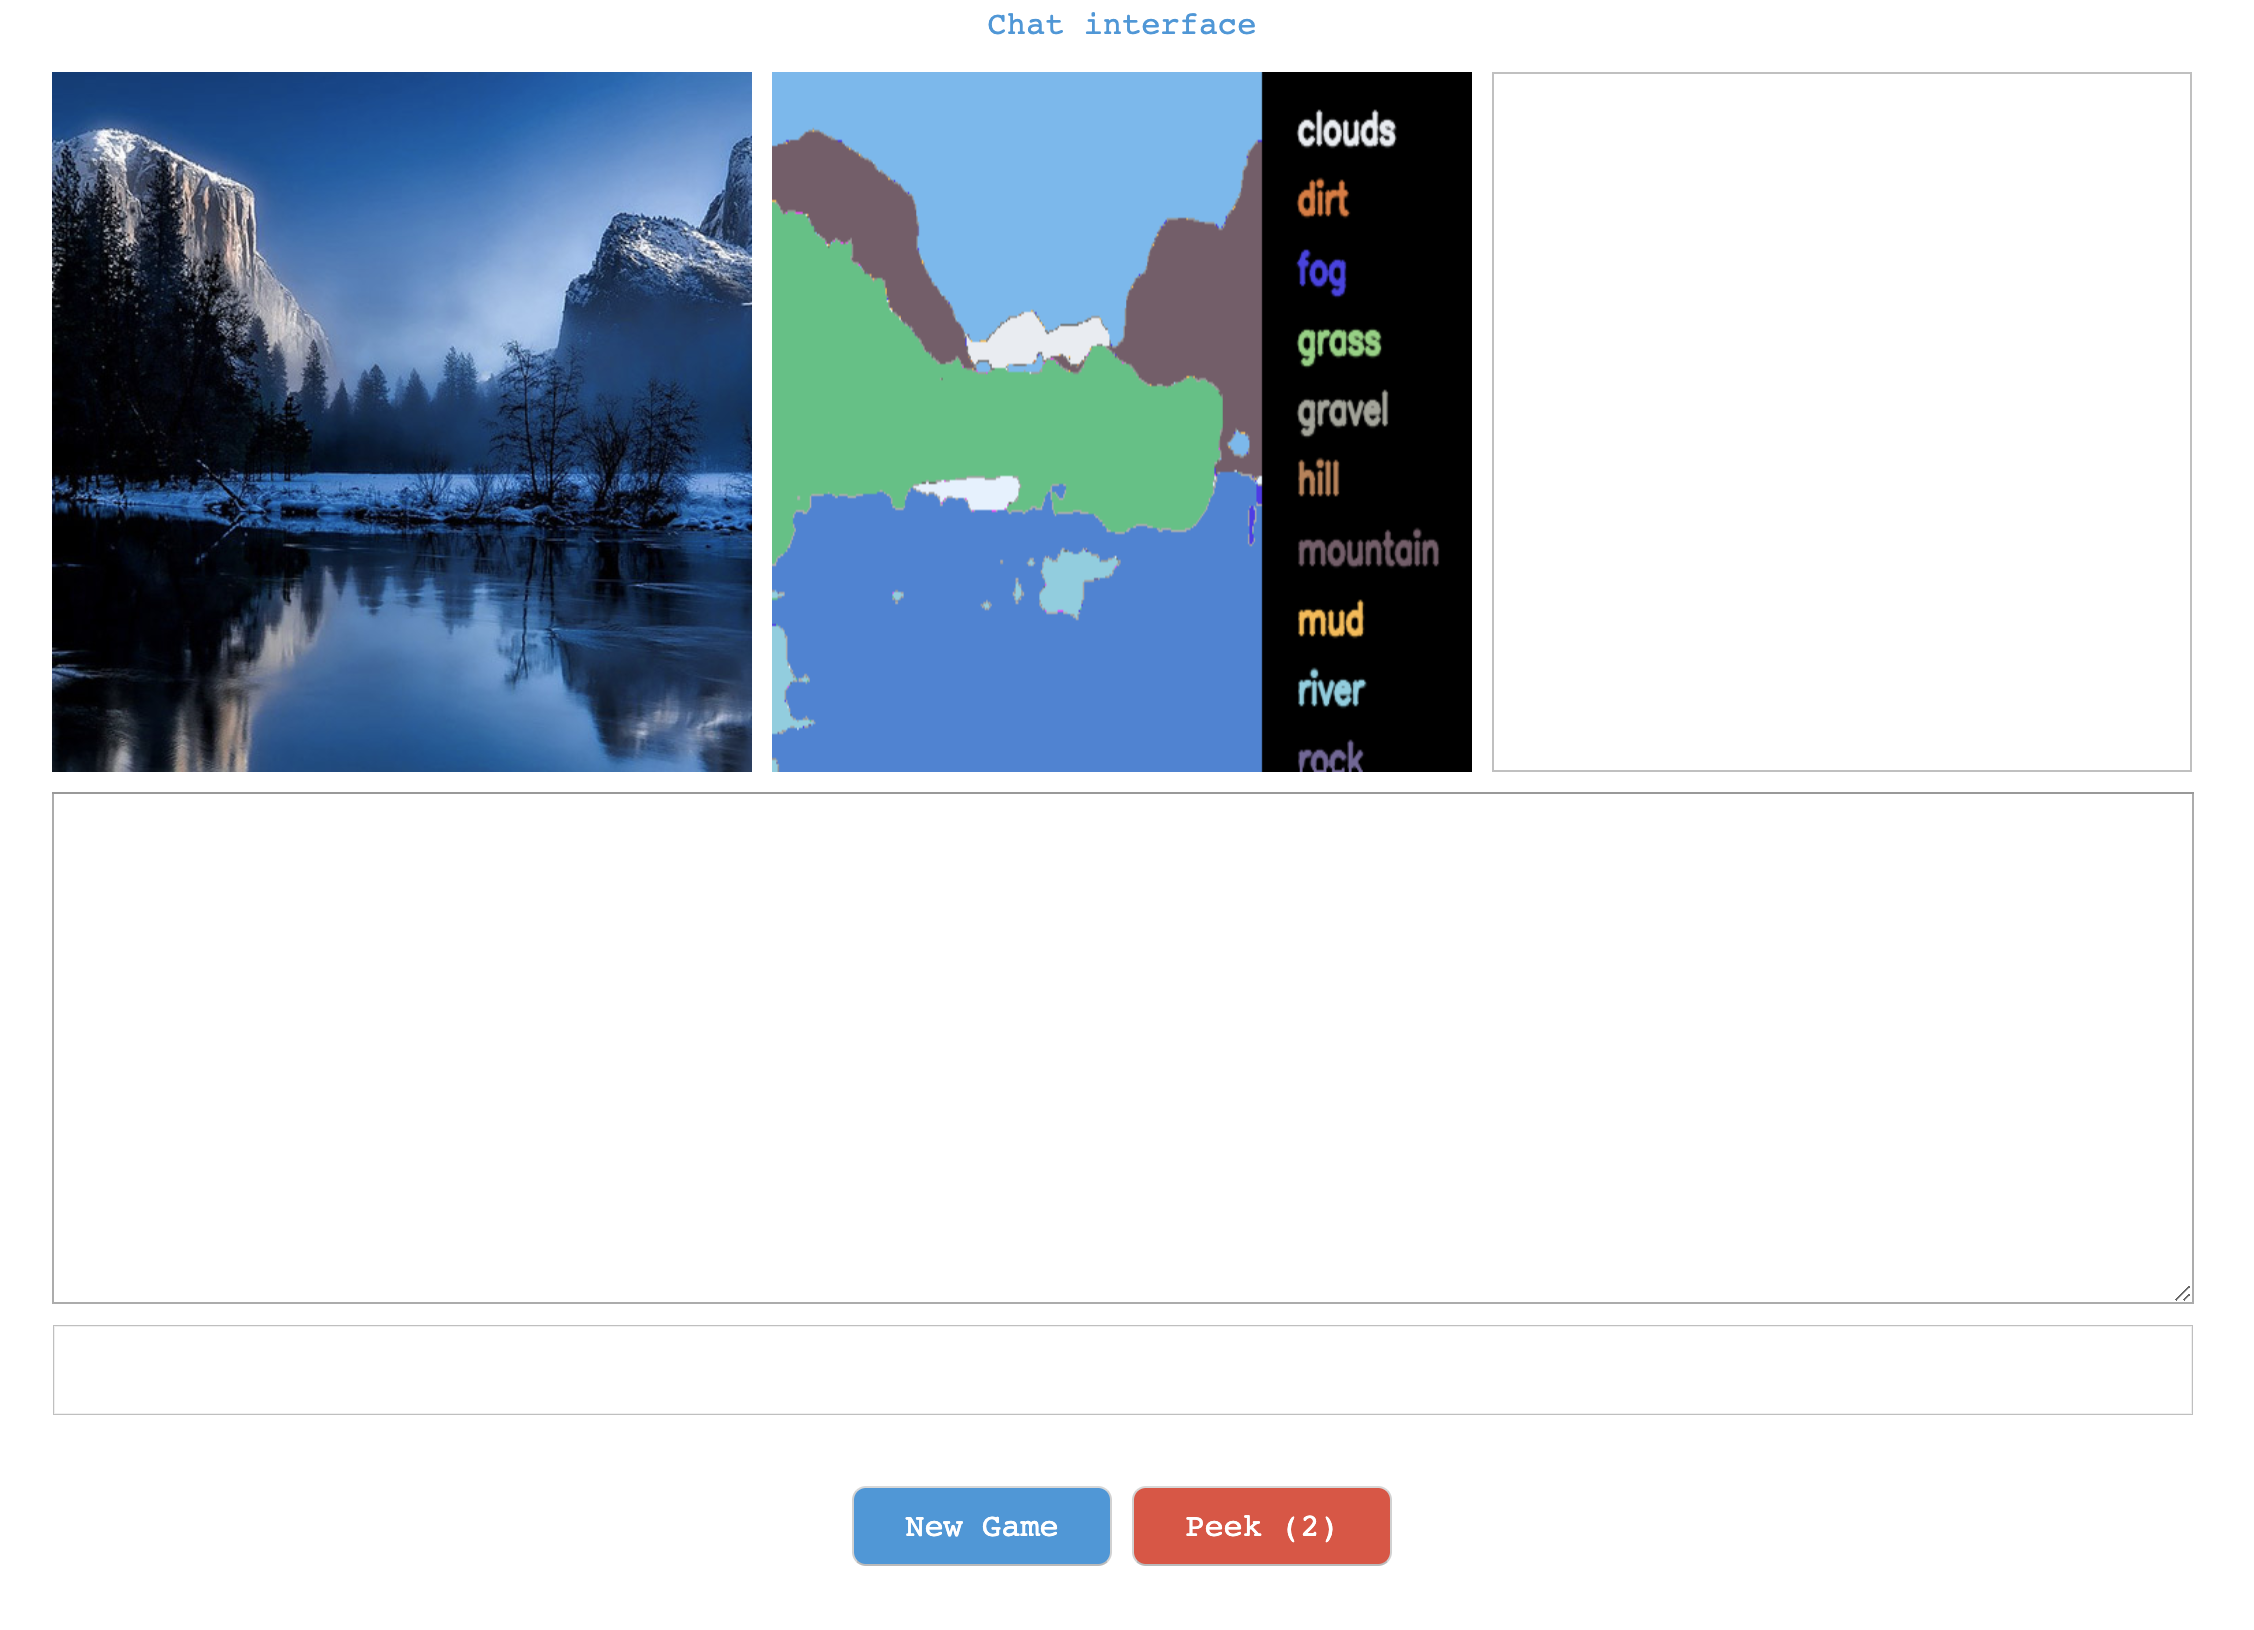 Chat interface
clouds
dirt
fog
grass
gravel
hill
mountain
mud
river
rock
New Game
Peek (2)